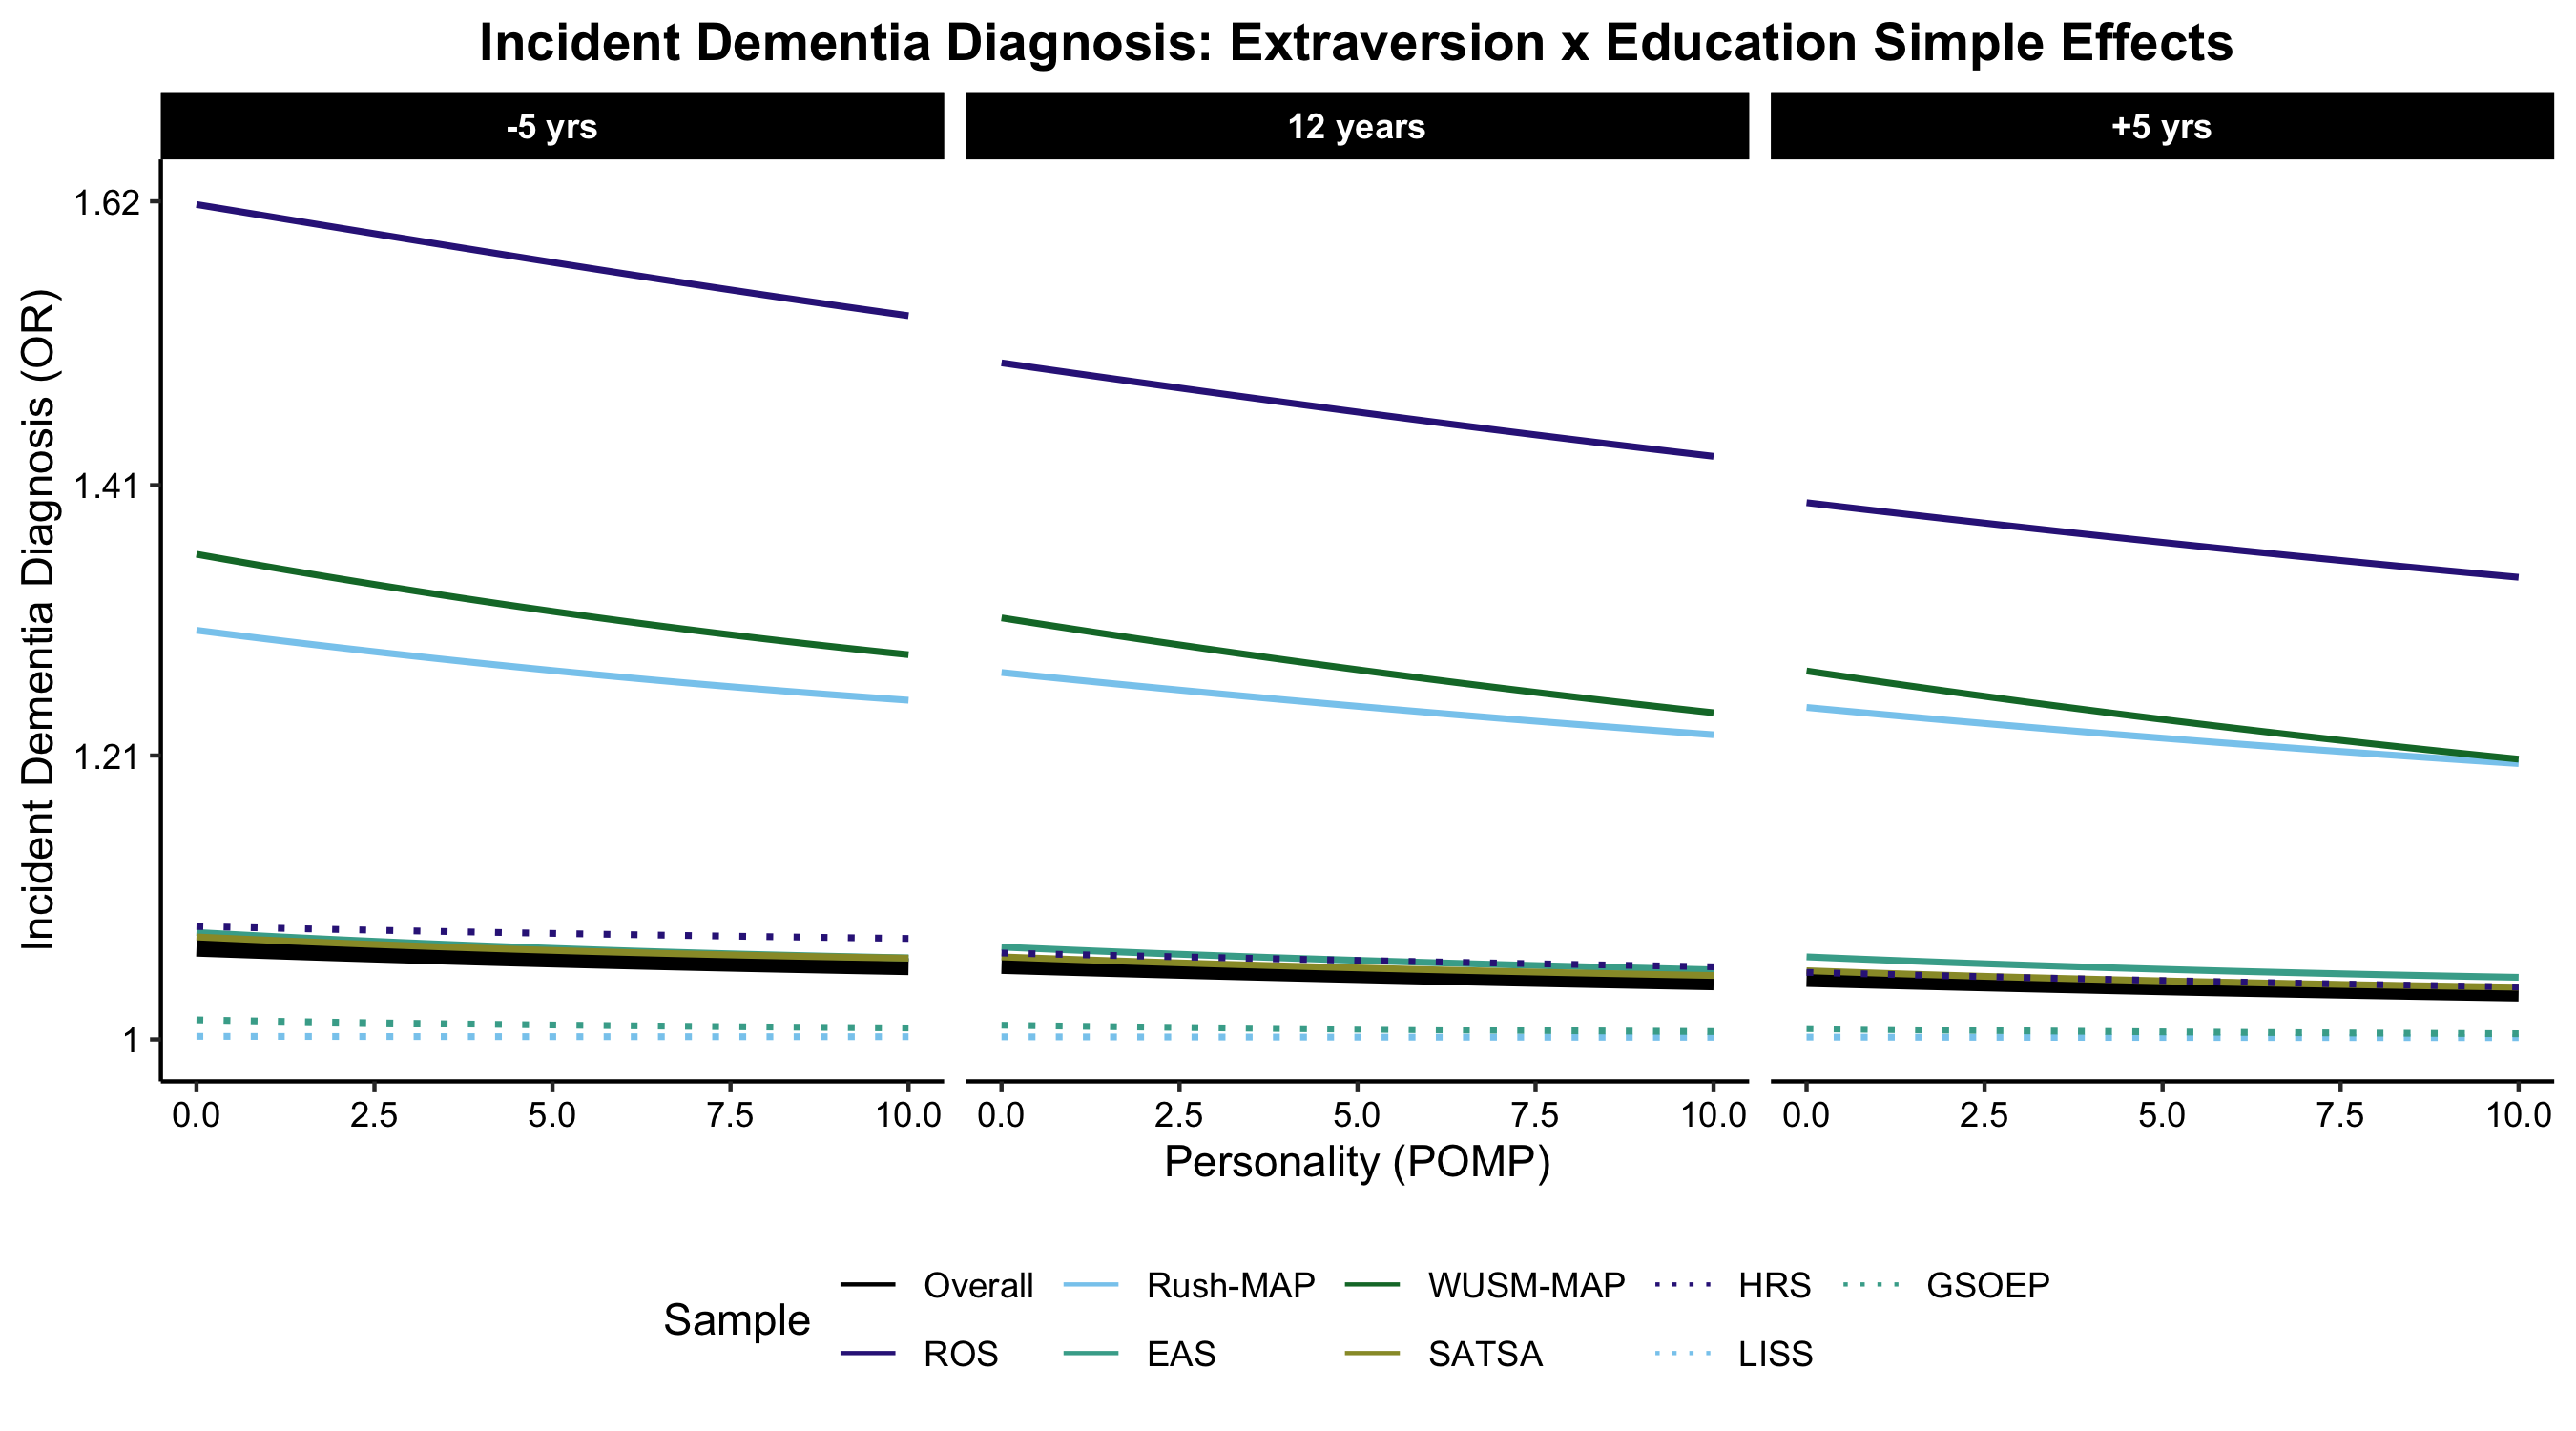 Incident Dementia Diagnosis: Extraversion x Education Simple Effects
-5 yrs 12 years +5 yrs
Incident Dementia Diagnosis (OR)
1.62
1.41
1.21
1
0.0 2.5 5.0 7.5 10.0 0.0 2.5 5.0 7.5 10.0 0.0 2.5 5.0 7.5 10.0
Personality (POMP)
Sample
Overall Rush-MAP WUSM-MAP HRS GSOEP
ROS EAS SATSA LISS